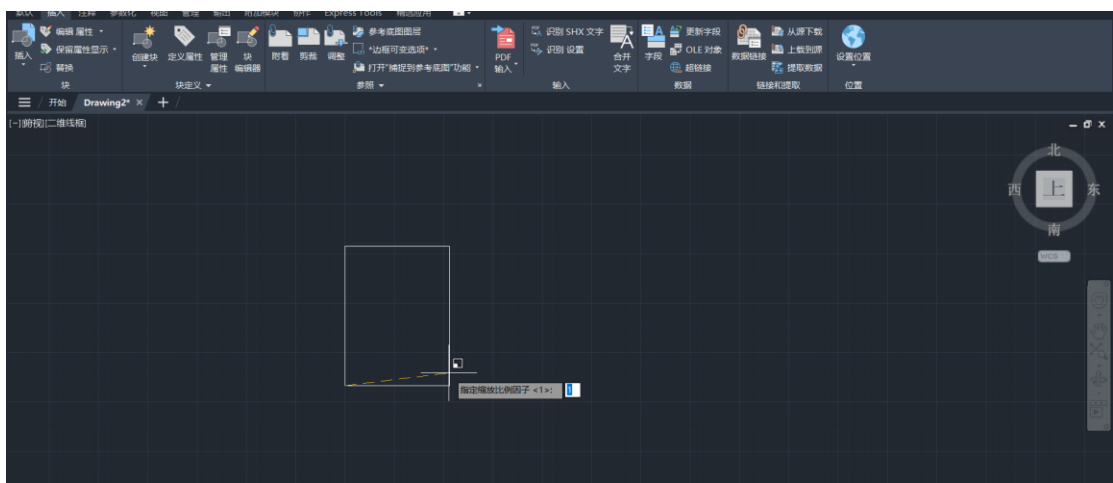 默认 插入 注释 参数化 视图 管理 输出 附加模块 协作 Express Tools 精选应用
插入
编辑 属性
保留属性显示
替换
块
创建块
定义属性
管理
属性
块
编辑器
块定义
附着
剪裁
调整
参考底图图层
*边框可变选项*
打开"捕捉到参考底图"功能
参照
PDF
输入
识别 SHX 文字
识别 设置
合并
文字
输入
字段
更新字段
OLE 对象
超链接
数据
数据链接
从源下载
上载到源
提取数据
链接和提取
设置位置
位置
开始 Drawing2* × +
[-][俯视][二维线框]
北
西 上 东
南
WCS
指定缩放比例因子 <1>: 1